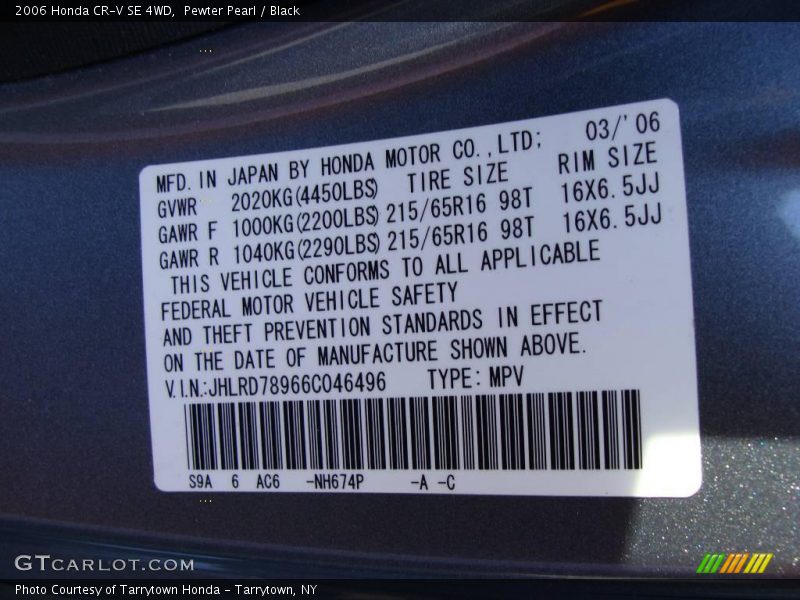 2006 Honda CR-V SE 4WD,  Pewter Pearl / Black
MFD. IN JAPAN BY HONDA MOTOR CO.,LTD; 03/'06
GVWR 2020KG(4450LBS) TIRE SIZE RIM SIZE
GAWR F 1000KG(2200LBS) 215/65R16 98T 16X6.5JJ
GAWR R 1040KG(2290LBS) 215/65R16 98T 16X6.5JJ
THIS VEHICLE CONFORMS TO ALL APPLICABLE
FEDERAL MOTOR VEHICLE SAFETY
AND THEFT PREVENTION STANDARDS IN EFFECT
ON THE DATE OF MANUFACTURE SHOWN ABOVE.
V.I.N.:JHLRD78966C046496 TYPE: MPV
S9A 6 AC6 -NH674P -A -C
GTCARLOT.COM
Photo Courtesy of Tarrytown Honda - Tarrytown, NY